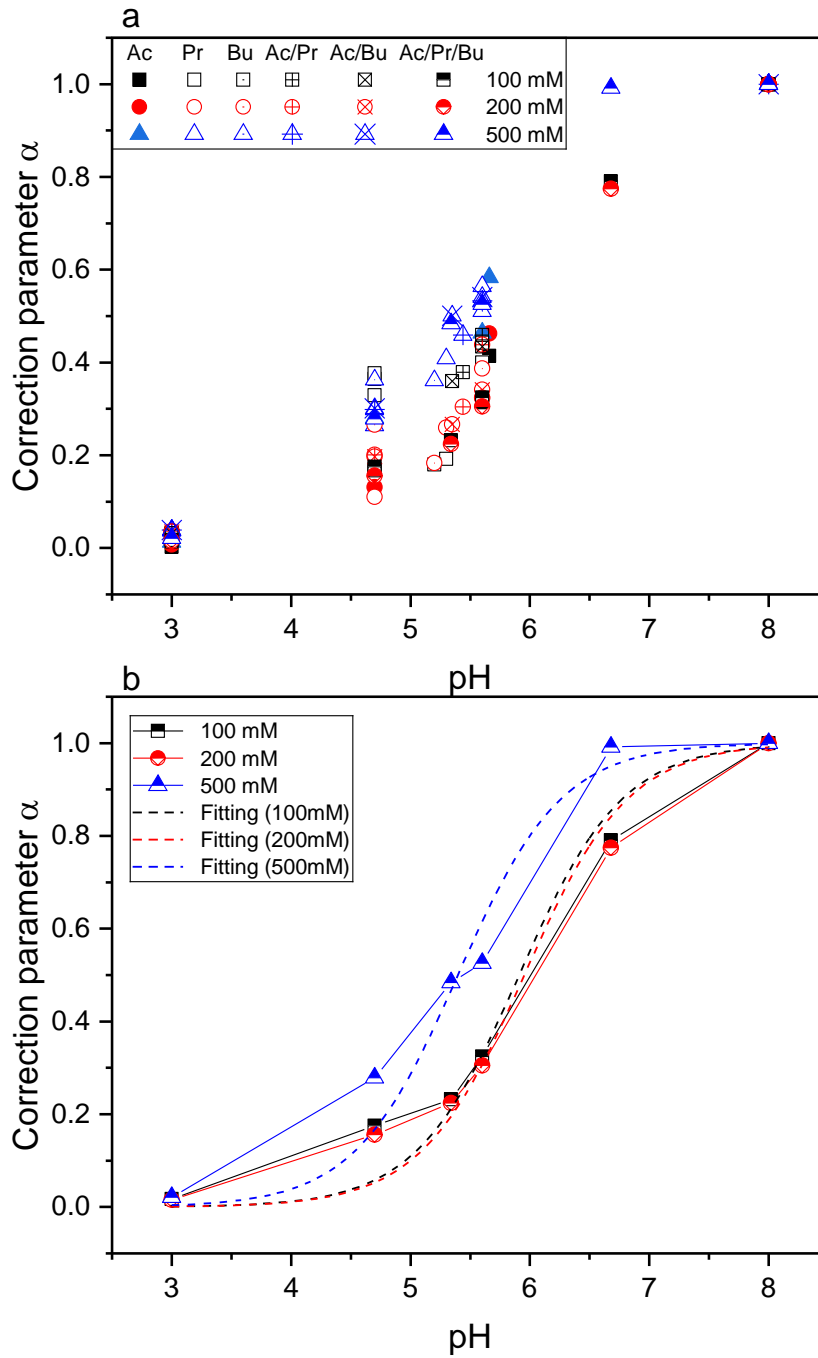 a
Ac Pr Bu Ac/Pr Ac/Bu Ac/Pr/Bu
100 mM
200 mM
500 mM
1.0
0.8
0.6
0.4
0.2
0.0
Correction parameter α
3 4 5 6 7 8
pH
b
100 mM
200 mM
500 mM
Fitting (100mM)
Fitting (200mM)
Fitting (500mM)
1.0
0.8
0.6
0.4
0.2
0.0
Correction parameter α
3 4 5 6 7 8
pH